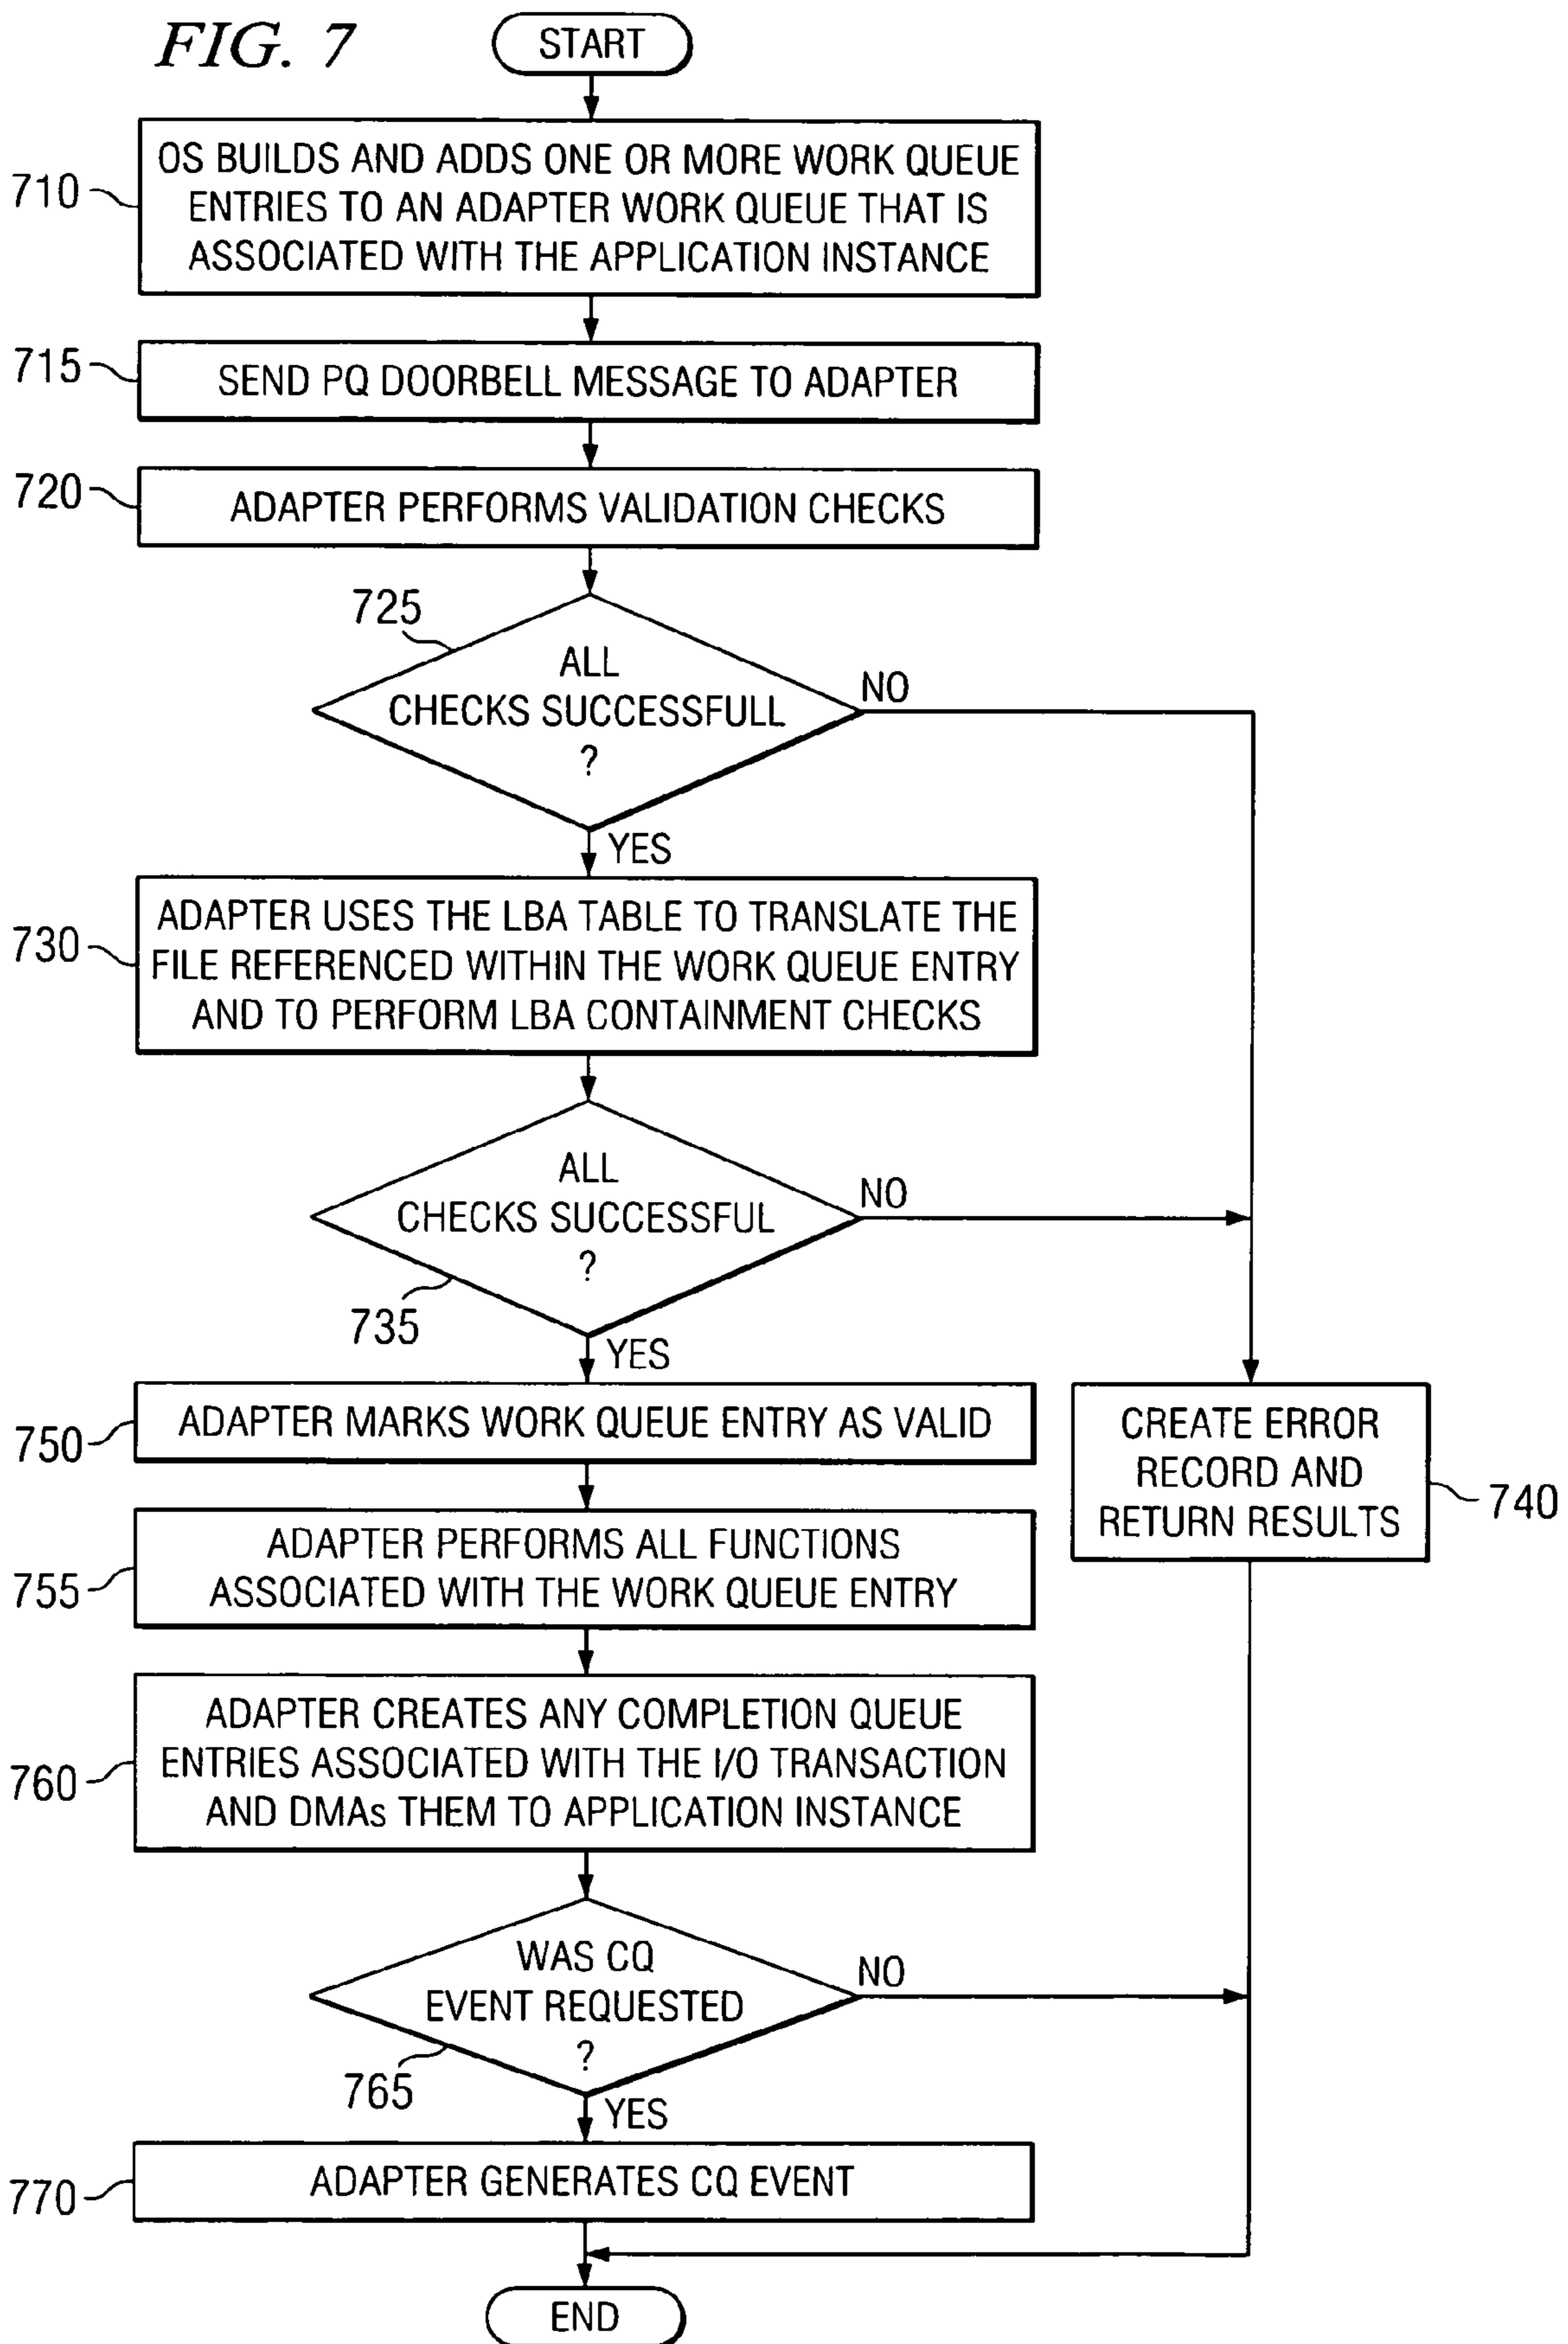 FIG. 7
START
710
OS BUILDS AND ADDS ONE OR MORE WORK QUEUE
ENTRIES TO AN ADAPTER WORK QUEUE THAT IS
ASSOCIATED WITH THE APPLICATION INSTANCE
715
SEND PQ DOORBELL MESSAGE TO ADAPTER
720
ADAPTER PERFORMS VALIDATION CHECKS
725
ALL
CHECKS SUCCESSFULL
?
NO
YES
730
ADAPTER USES THE LBA TABLE TO TRANSLATE THE
FILE REFERENCED WITHIN THE WORK QUEUE ENTRY
AND TO PERFORM LBA CONTAINMENT CHECKS
ALL
CHECKS SUCCESSFUL
?
NO
735
YES
750
ADAPTER MARKS WORK QUEUE ENTRY AS VALID
CREATE ERROR
RECORD AND
RETURN RESULTS
740
755
ADAPTER PERFORMS ALL FUNCTIONS
ASSOCIATED WITH THE WORK QUEUE ENTRY
760
ADAPTER CREATES ANY COMPLETION QUEUE
ENTRIES ASSOCIATED WITH THE I/O TRANSACTION
AND DMAs THEM TO APPLICATION INSTANCE
WAS CQ
EVENT REQUESTED
?
NO
765
YES
770
ADAPTER GENERATES CQ EVENT
END